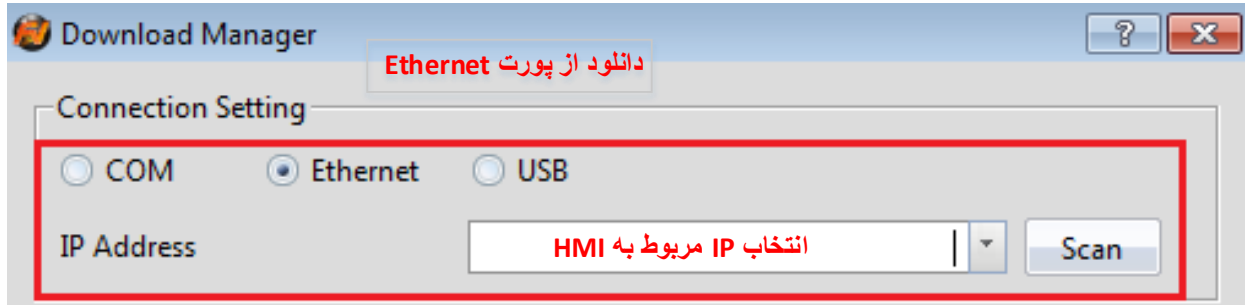 Download Manager
دانلود از پورت Ethernet
Connection Setting
COM Ethernet USB
IP Address انتخاب IP مربوط به HMI Scan